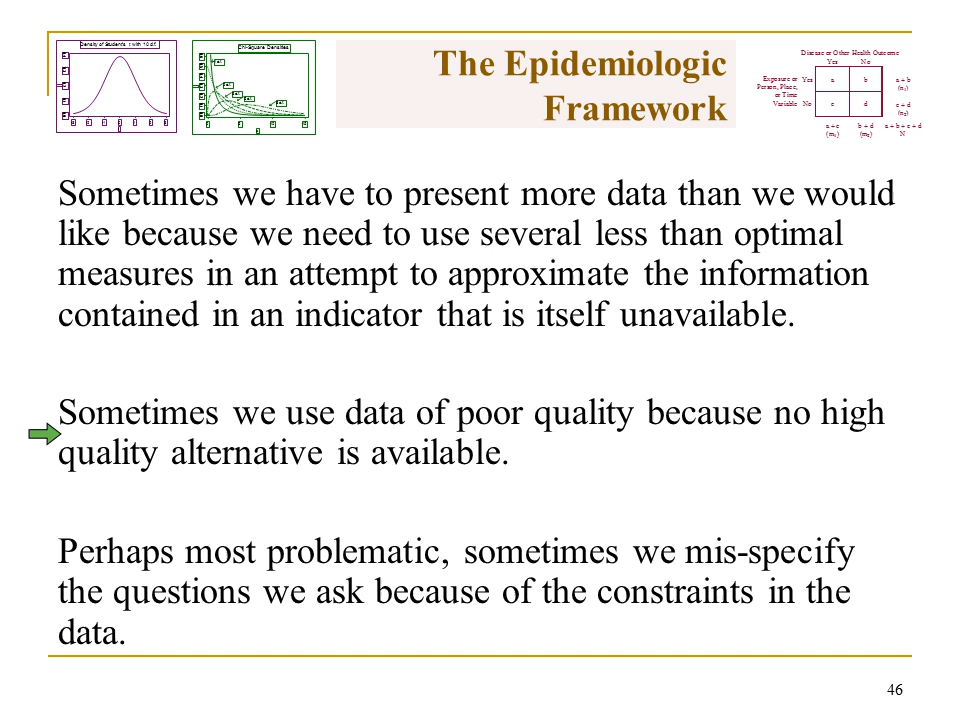 Density of Students t with 10 d.f.
Chi-Square Densities
The Epidemiologic
Framework
Disease or Other Health Outcome
Yes No
Exposure or Yes a b a + b
Person, Place, (n1)
or Time
Variable No c d c + d
(n2)
a + c b + d a + b + c + d
(m1) (m2) N
Sometimes we have to present more data than we would
like because we need to use several less than optimal
measures in an attempt to approximate the information
contained in an indicator that is itself unavailable.
Sometimes we use data of poor quality because no high
quality alternative is available.
Perhaps most problematic, sometimes we mis-specify
the questions we ask because of the constraints in the
data.
46